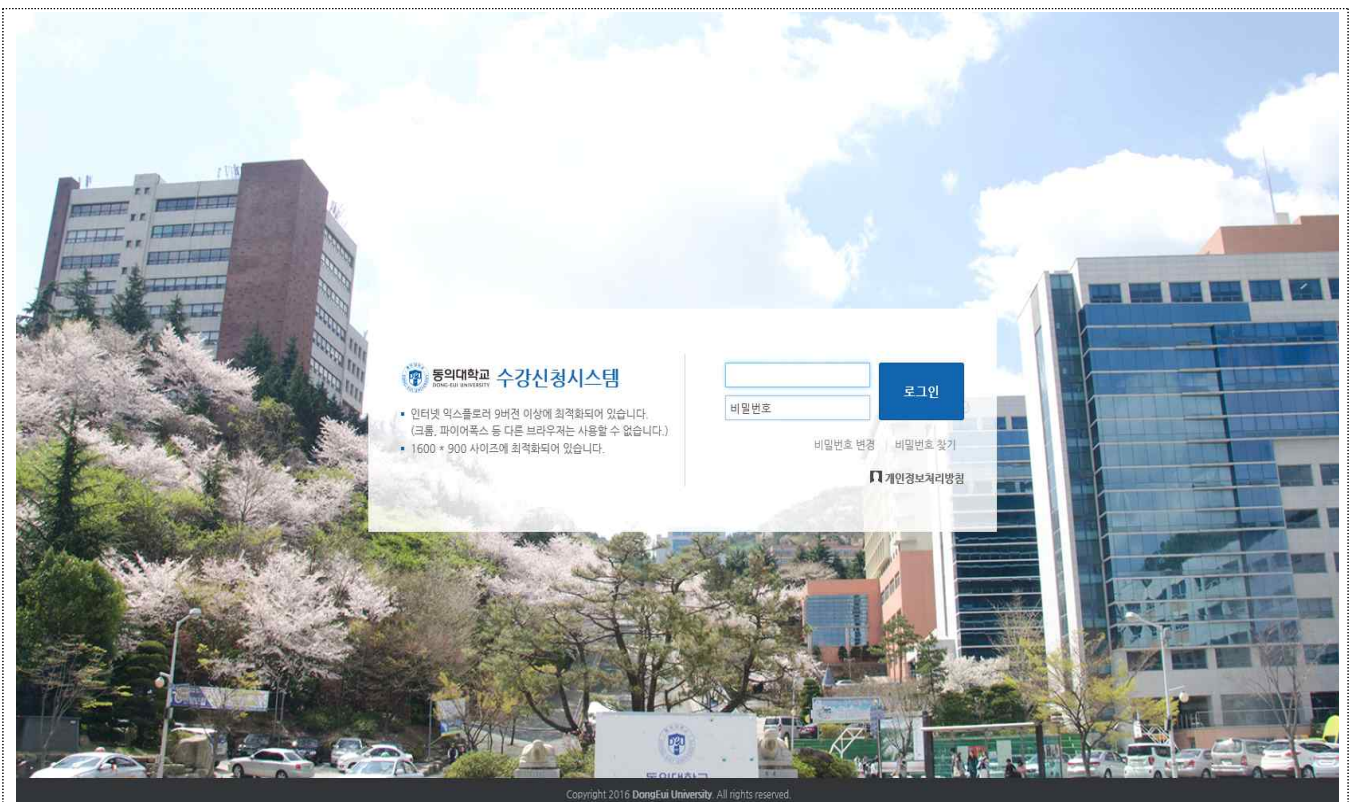 동의대학교
DONG-EUI UNIVERSITY
수강신청시스템
인터넷 익스플로러 9버전 이상에 최적화되어 있습니다.
(크롬, 파이어폭스 등 다른 브라우저는 사용할 수 없습니다.)
1600 * 900 사이즈에 최적화되어 있습니다.
비밀번호
로그인
비밀번호 변경 | 비밀번호 찾기
개인정보처리방침
동의대학교
Copyright 2016 DongEui University. All rights reserved.